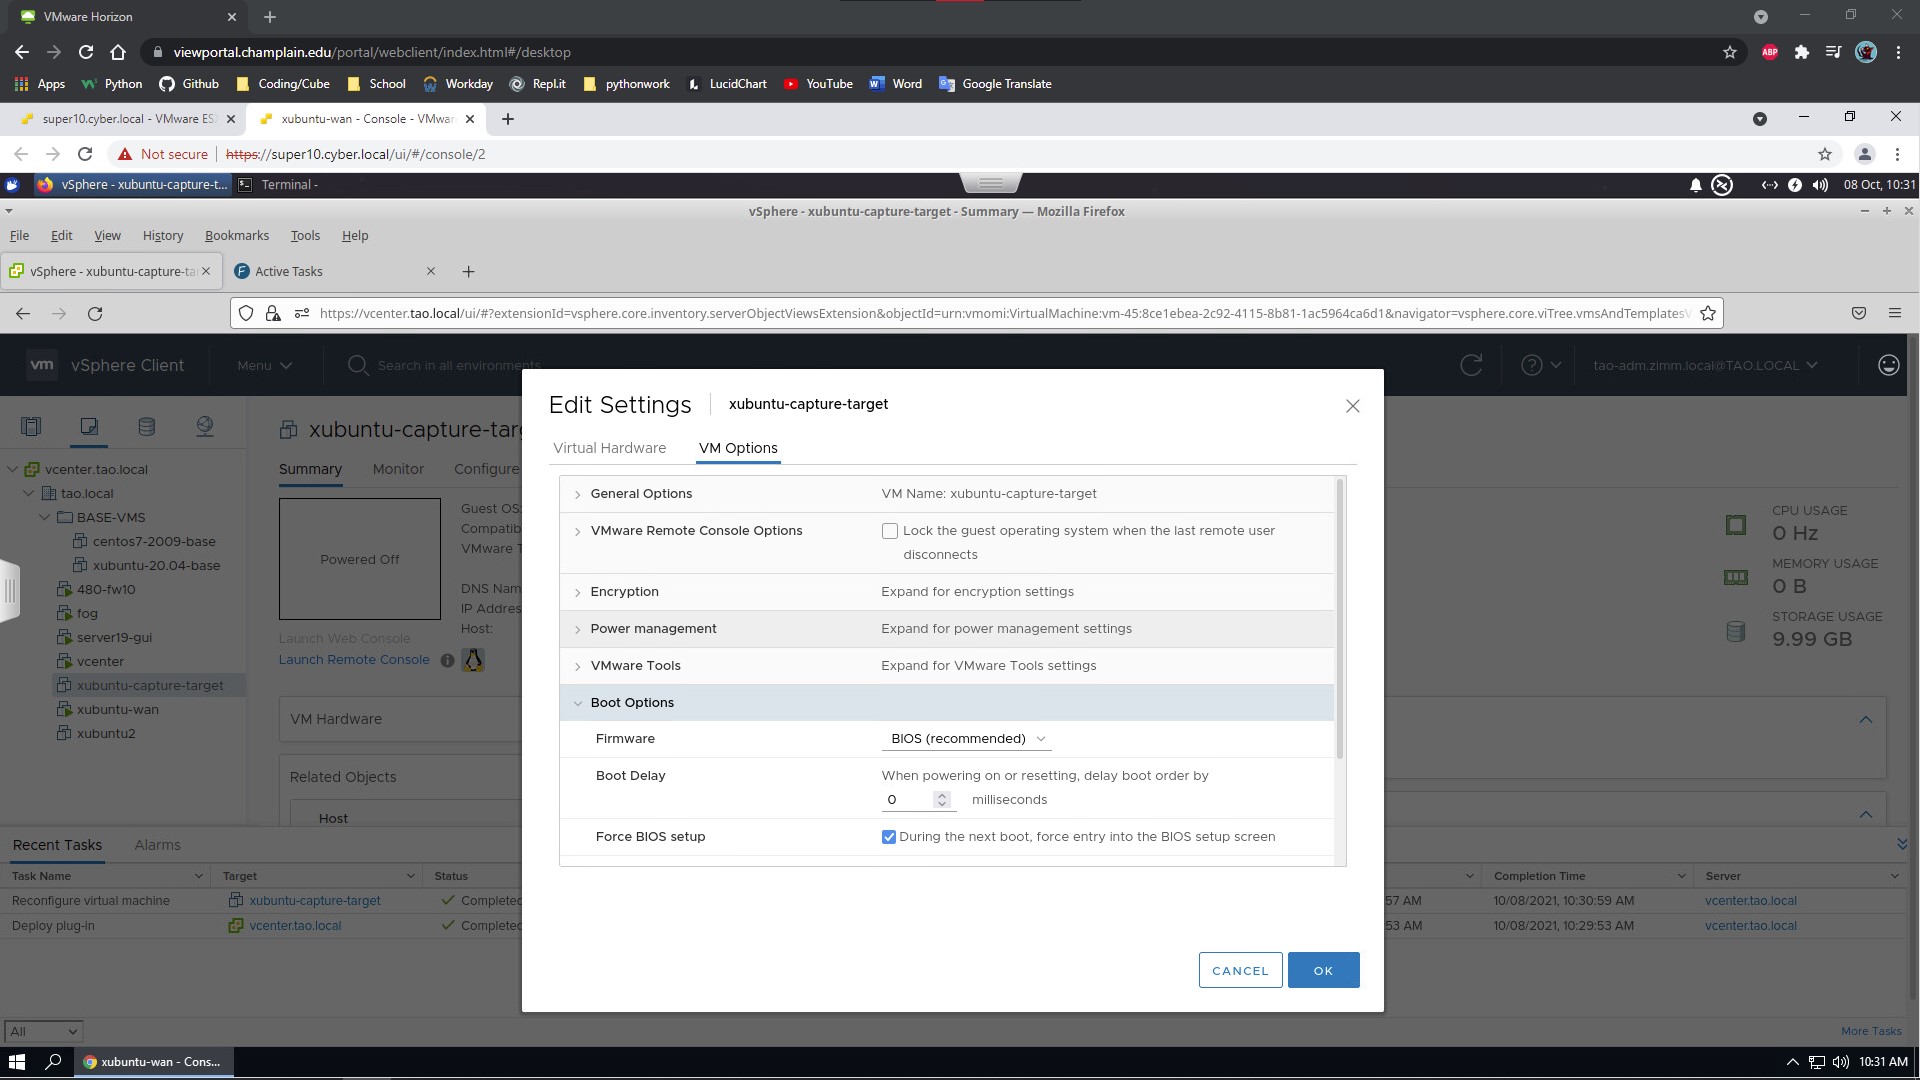 VMware Horizon
viewportal.champlain.edu/portal/webclient/index.html#/desktop
ABP
Apps Python Github Coding/Cube School Workday Repl.it pythonwork LucidChart YouTube Word Google Translate
super10.cyber.local - VMware ESX
xubuntu-wan - Console - VMwar
Not secure https://super10.cyber.local/ui/#/console/2
vSphere - xubuntu-capture-t... Terminal - 08 Oct, 10:31
vSphere - xubuntu-capture-target - Summary — Mozilla Firefox
File Edit View History Bookmarks Tools Help
vSphere - xubuntu-capture-ta
Active Tasks
https://vcenter.tao.local/ui/#?extensionId=vsphere.core.inventory.serverObjectViewsExtension&objectId=urn:vmomi:VirtualMachine:vm-45:8ce1ebea-2c92-4115-8b81-1ac5964ca6d1&navigator=vsphere.core.viTree.vmsAndTemplatesV
vm vSphere Client Menu Search in all environments tao-adm.zimm.local@TAO.LOCAL
vcenter.tao.local
tao.local
BASE-VMS
centos7-2009-base
xubuntu-20.04-base
480-fw10
fog
server19-gui
vcenter
xubuntu-capture-target
xubuntu-wan
xubuntu2
xubuntu-capture-targ
Summary Monitor Configure
Powered Off
Launch Web Console
Launch Remote Console
Guest OS:
Compatib
VMware T
DNS Nam
IP Addres
Host:
VM Hardware
Related Objects
Host
CPU USAGE
0 Hz
MEMORY USAGE
0 B
STORAGE USAGE
9.99 GB
Edit Settings xubuntu-capture-target
Virtual Hardware VM Options
General Options VM Name: xubuntu-capture-target
VMware Remote Console Options Lock the guest operating system when the last remote user
disconnects
Encryption Expand for encryption settings
Power management Expand for power management settings
VMware Tools Expand for VMware Tools settings
Boot Options
Firmware BIOS (recommended)
Boot Delay When powering on or resetting, delay boot order by
0 milliseconds
Force BIOS setup During the next boot, force entry into the BIOS setup screen
CANCEL OK
Recent Tasks Alarms
Task Name Target Status Completion Time Server
Reconfigure virtual machine xubuntu-capture-target Completed 57 AM 10/08/2021, 10:30:59 AM vcenter.tao.local
Deploy plug-in vcenter.tao.local Completed 53 AM 10/08/2021, 10:29:53 AM vcenter.tao.local
All More Tasks
xubuntu-wan - Cons... 10:31 AM